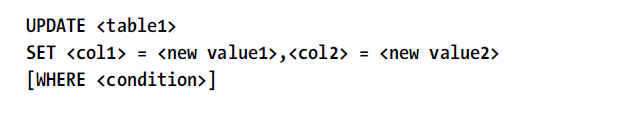 UPDATE <table1>
SET <col1> = <new value1>,<col2> = <new value2>
[WHERE <condition>]